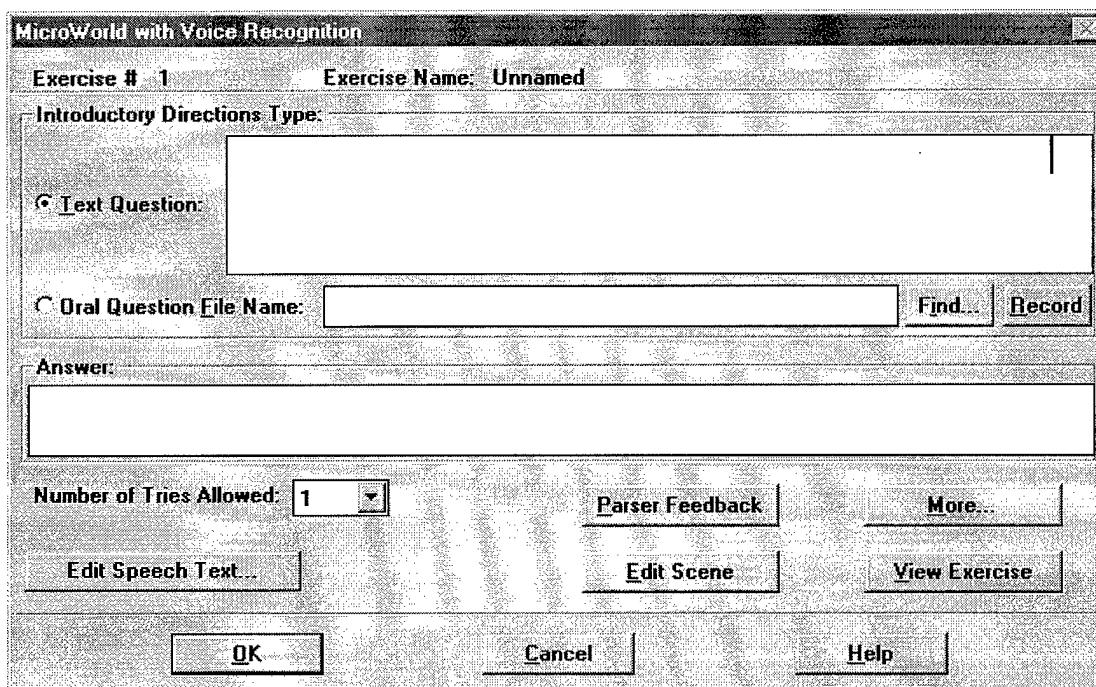 MicroWorld with Voice Recognition
Exercise # 1 Exercise Name: Unnamed
Introductory Directions Type:
Text Question:
Oral Question File Name: Find... Record
Answer:
Number of Tries Allowed: 1 Parser Feedback More...
Edit Speech Text... Edit Scene View Exercise
OK Cancel Help